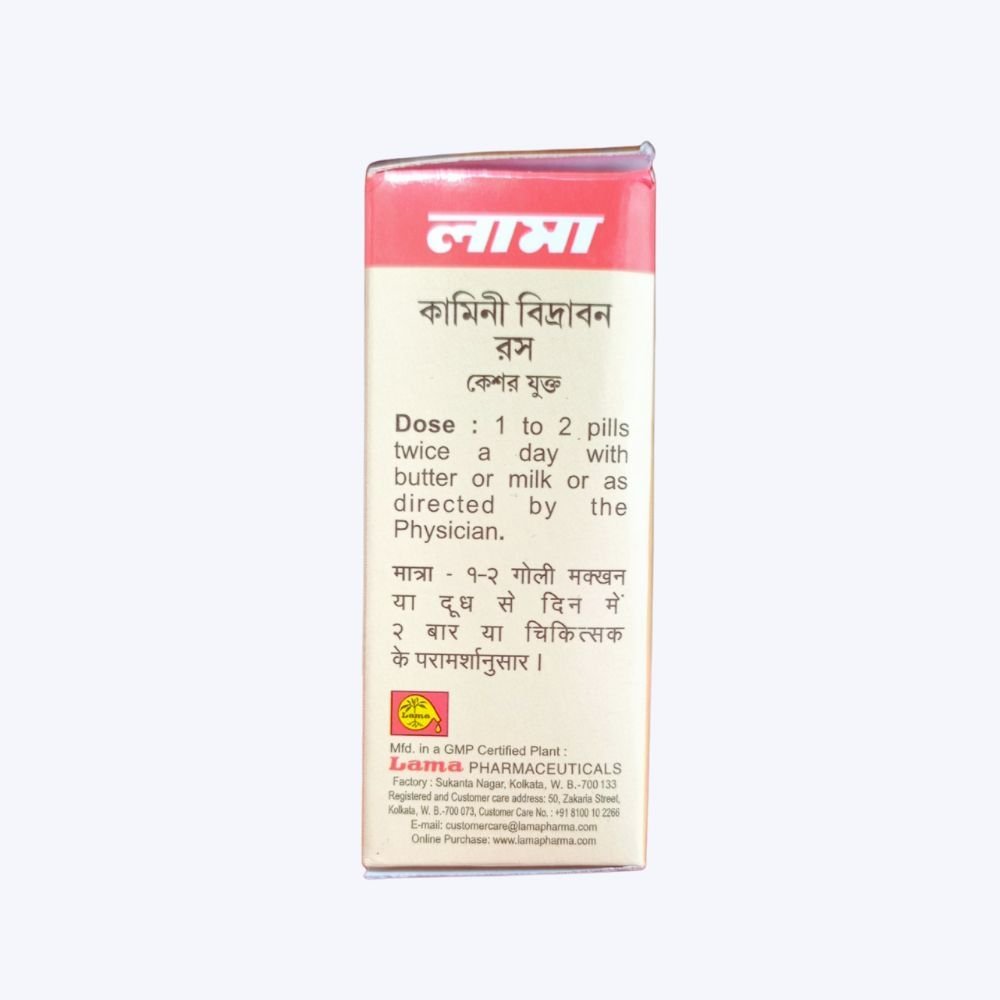 লামা
কামিনী বিদ্রাবন
রস
কেশর যুক্ত
Dose : 1 to 2 pills
twice a day with
butter or milk or as
directed by the
Physician.
मात्रा - १-२ गोली मक्खन
या दूध से दिन में
२ बार या चिकित्सक
के परामर्शानुसार।
Lama
Mfd. in a GMP Certified Plant :
Lama PHARMACEUTICALS
Factory : Sukanta Nagar, Kolkata, W. B.-700 133
Registered and Customer care address: 50, Zakaria Street,
Kolkata, W. B.-700 073, Customer Care No. : +91 8100 10 2266
E-mail: customercare@lamapharma.com
Online Purchase: www.lamapharma.com